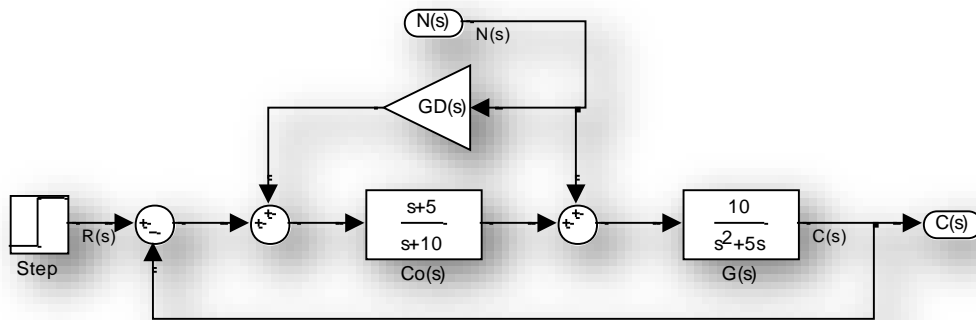 N(s)
N(s)
GD(s)
+
-
+
+
s+5
s+10
+
+
10
s²+5s
C(s)
R(s)
C(s)
Step
Co(s)
G(s)